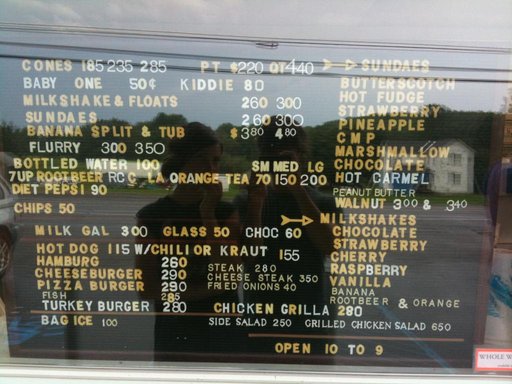 CONES 185 235 285 PT $220 QT 440
BABY ONE 50¢ KIDDIE 80
MILKSHAKE & FLOATS 260 300
SUNDAES 260 300
BANANA SPLIT & TUB $380 480
FLURRY 300 350
BOTTLED WATER 100 SM MED LG
7UP ROOTBEER RC C LA ORANGE TEA 70 150 200
DIET PEPSI 90
CHIPS 50
MILK GAL 300 GLASS 50 CHOC 60
HOT DOG 115 W/CHILI OR KRAUT 155
HAMBURG 260
CHEESEBURGER 290
PIZZA BURGER 290
FISH 285
TURKEY BURGER 280
STEAK 280
CHEESE STEAK 350
FRIED ONIONS 40
CHICKEN GRILLA 280
BAG ICE 100
SIDE SALAD 250 GRILLED CHICKEN SALAD 650
OPEN 10 TO 9
SUNDAES
BUTTERSCOTCH
HOT FUDGE
STRAWBERRY
PINEAPPLE
CMP
MARSHMALLOW
CHOCOLATE
HOT CARMEL
PEANUT BUTTER
WALNUT 300 & 340
MILKSHAKES
CHOCOLATE
STRAWBERRY
CHERRY
RASPBERRY
VANILLA
BANANA
ROOTBEER & ORANGE
WHOLE W